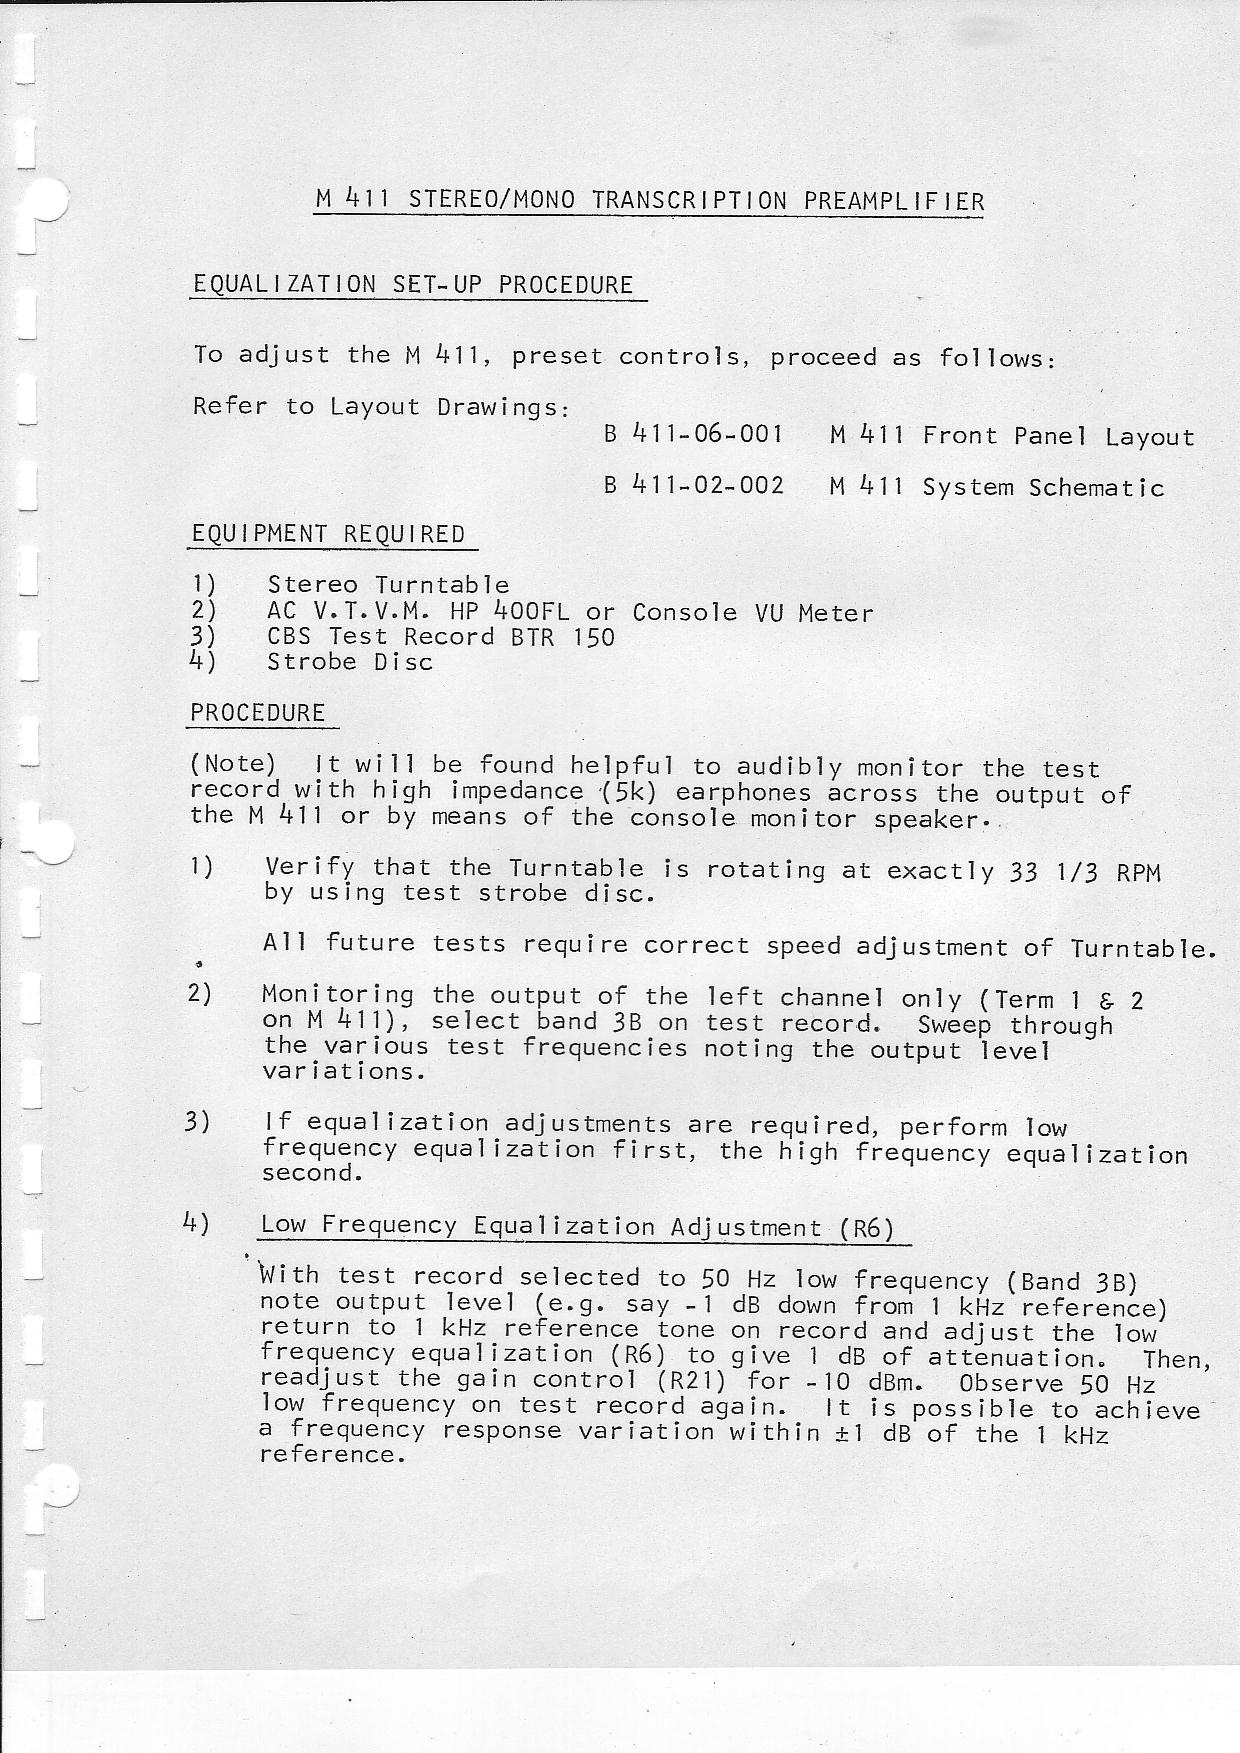 M 411 STEREO/MONO TRANSCRIPTION PREAMPLIFIER
EQUALIZATION SET-UP PROCEDURE
To adjust the M 411, preset controls, proceed as follows:
Refer to Layout Drawings:
B 411-06-001 M 411 Front Panel Layout
B 411-02-002 M 411 System Schematic
EQUIPMENT REQUIRED
1) Stereo Turntable
2) AC V.T.V.M. HP 400FL or Console VU Meter
3) CBS Test Record BTR 150
4) Strobe Disc
PROCEDURE
(Note) It will be found helpful to audibly monitor the test
record with high impedance (5k) earphones across the output of
the M 411 or by means of the console monitor speaker.
1) Verify that the Turntable is rotating at exactly 33 1/3 RPM
by using test strobe disc.
All future tests require correct speed adjustment of Turntable.
2) Monitoring the output of the left channel only (Term 1 & 2
on M 411), select band 3B on test record. Sweep through
the various test frequencies noting the output level
variations.
3) If equalization adjustments are required, perform low
frequency equalization first, the high frequency equalization
second.
4) Low Frequency Equalization Adjustment (R6)
With test record selected to 50 Hz low frequency (Band 3B)
note output level (e.g. say -1 dB down from 1 kHz reference)
return to 1 kHz reference tone on record and adjust the low
frequency equalization (R6) to give 1 dB of attenuation. Then,
readjust the gain control (R21) for -10 dBm. Observe 50 Hz
low frequency on test record again. It is possible to achieve
a frequency response variation within ±1 dB of the 1 kHz
reference.